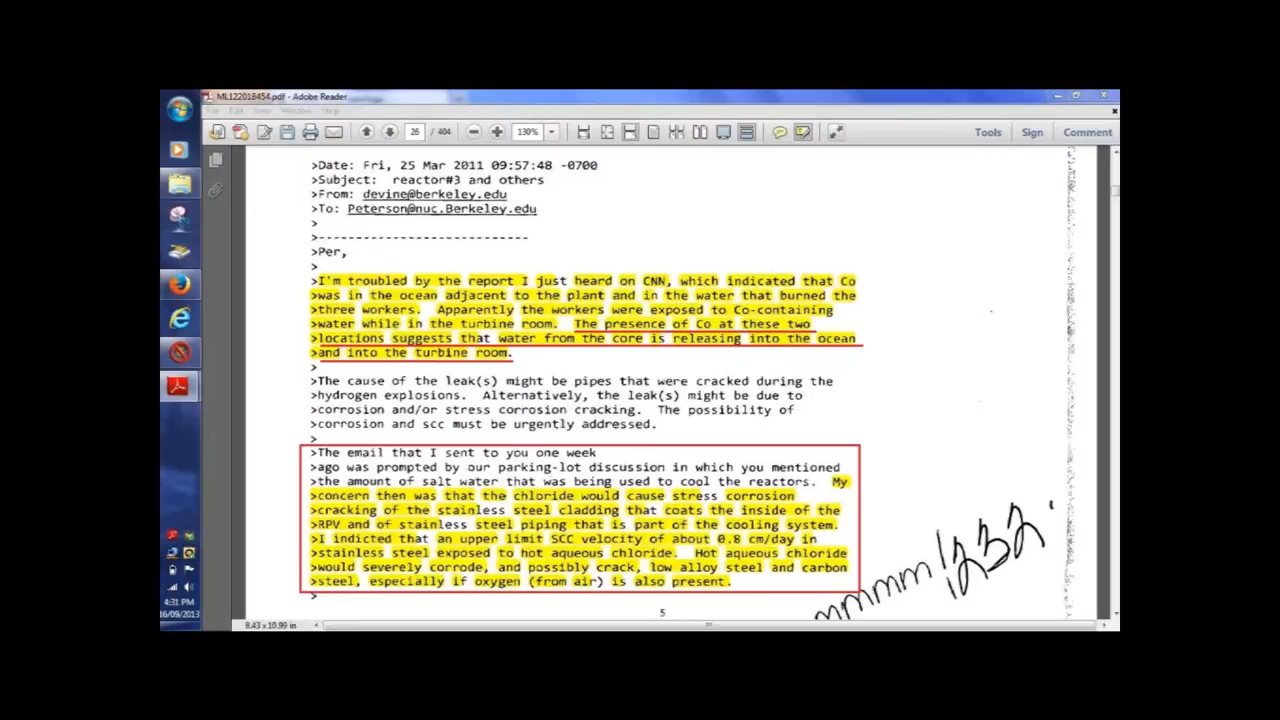 ML12201B454.pdf - Adobe Reader
26 / 404
130%
Tools
Sign
Comment
>Date: Fri, 25 Mar 2011 09:57:48 -0700
>Subject: reactor#3 and others
>From: devine@berkeley.edu
>To: Peterson@nuc.Berkeley.edu
>
>----------------------------
>Per,
>
>I'm troubled by the report I just heard on CNN, which indicated that Co
>was in the ocean adjacent to the plant and in the water that burned the
>three workers. Apparently the workers were exposed to Co-containing
>water while in the turbine room. The presence of Co at these two
>locations suggests that water from the core is releasing into the ocean
>and into the turbine room.
>
>The cause of the leak(s) might be pipes that were cracked during the
>hydrogen explosions. Alternatively, the leak(s) might be due to
>corrosion and/or stress corrosion cracking. The possibility of
>corrosion and scc must be urgently addressed.
>
>The email that I sent to you one week
>ago was prompted by our parking-lot discussion in which you mentioned
>the amount of salt water that was being used to cool the reactors. My
>concern then was that the chloride would cause stress corrosion
>cracking of the stainless steel cladding that coats the inside of the
>RPV and of stainless steel piping that is part of the cooling system.
>I indicted that an upper limit SCC velocity of about 0.8 cm/day in
>stainless steel exposed to hot aqueous chloride. Hot aqueous chloride
>would severely corrode, and possibly crack, low alloy steel and carbon
>steel, especially if oxygen (from air) is also present.
>
5
8.43 x 10.99 in
4:31 PM
16/09/2013